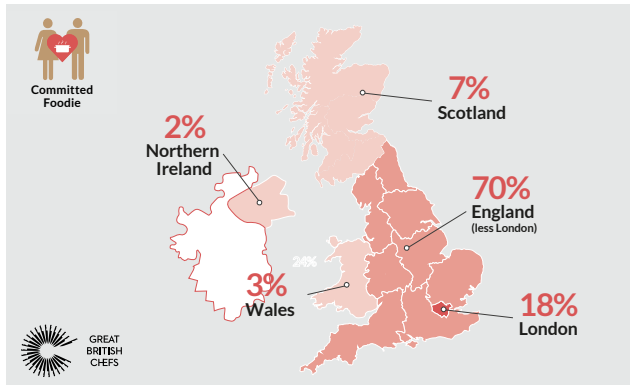 Committed
Foodie
7%
Scotland
2%
Northern
Ireland
70%
England
(less London)
24%
3%
Wales
18%
London
GREAT
BRITISH
CHEFS